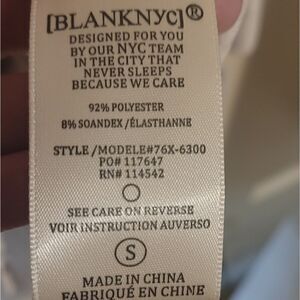 [BLANKNYC]®
DESIGNED FOR YOU
BY OUR NYC TEAM
IN THE CITY THAT
NEVER SLEEPS
BECAUSE WE CARE
92% POLYESTER
8% SOANDEX /ÉLASTHANNE
STYLE /MODELE#76X-6300
PO# 117647
RN# 114542
SEE CARE ON REVERSE
VOIR INSTRUCTION AUVERSO
S
MADE IN CHINA
FABRIQUÉ EN CHINE